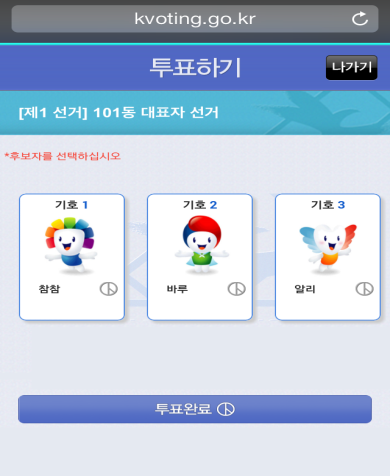 kvoting.go.kr
투표하기
나가기
[제1 선거] 101동 대표자 선거
*후보자를 선택하십시오
기호 1
기호 2
기호 3
참참
바루
알리
투표완료